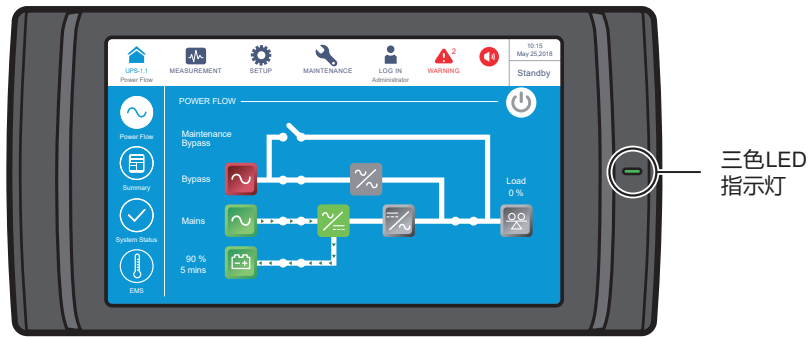 UPS-1.1
Power Flow
MEASUREMENT
SETUP
MAINTENANCE
LOG IN
Administrator
2
WARNING
10:15
May 25,2018
Standby
Power Flow
Summary
System Status
EMS
POWER FLOW
Maintenance
Bypass
Bypass
Mains
90 %
5 mins
Load
0 %
三色LED
指示灯